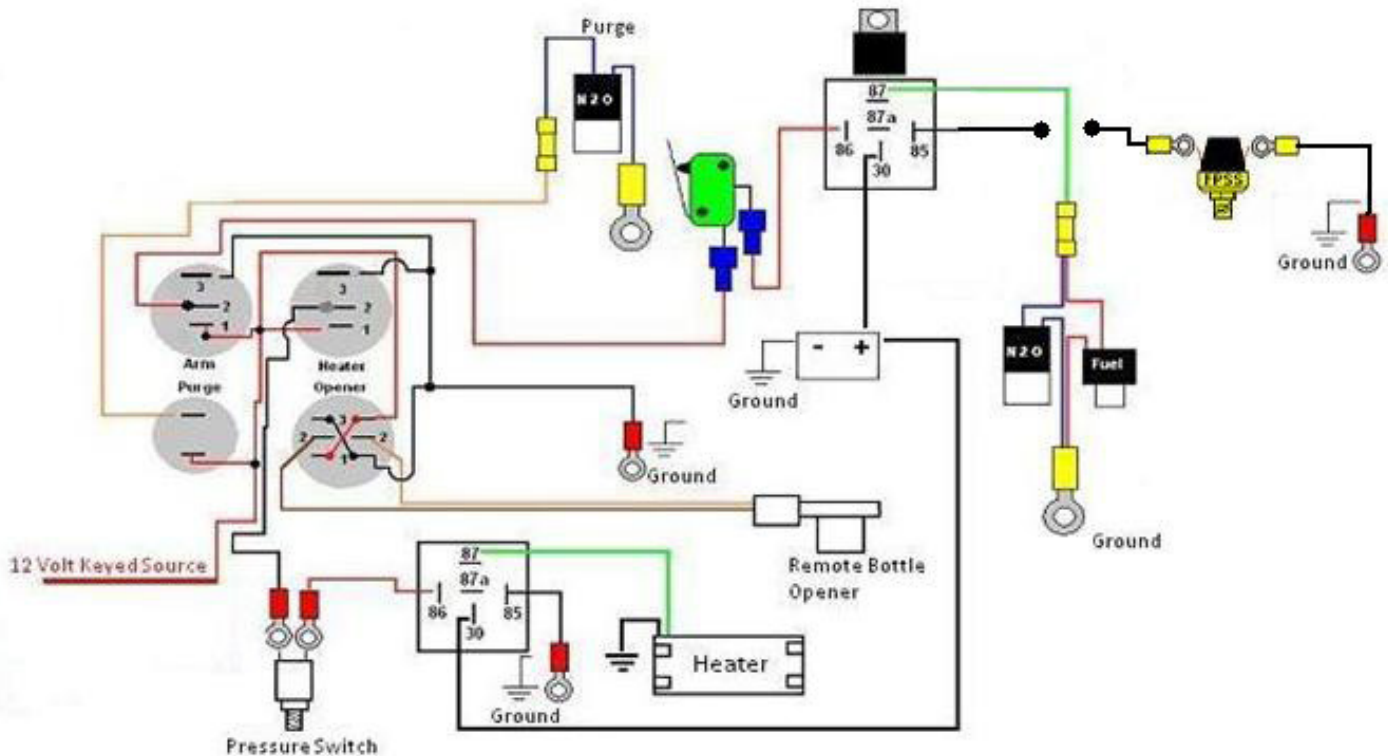 Purge
N2O
87
87a
86
85
30
FPSS
Ground
3
2
1
Arm
3
2
1
Heater
Purge
Opener
3
2
2
1
- +
Ground
N2O
Fuel
Ground
Ground
12 Volt Keyed Source
87
87a
86
85
30
Remote Bottle
Opener
Heater
Ground
Pressure Switch